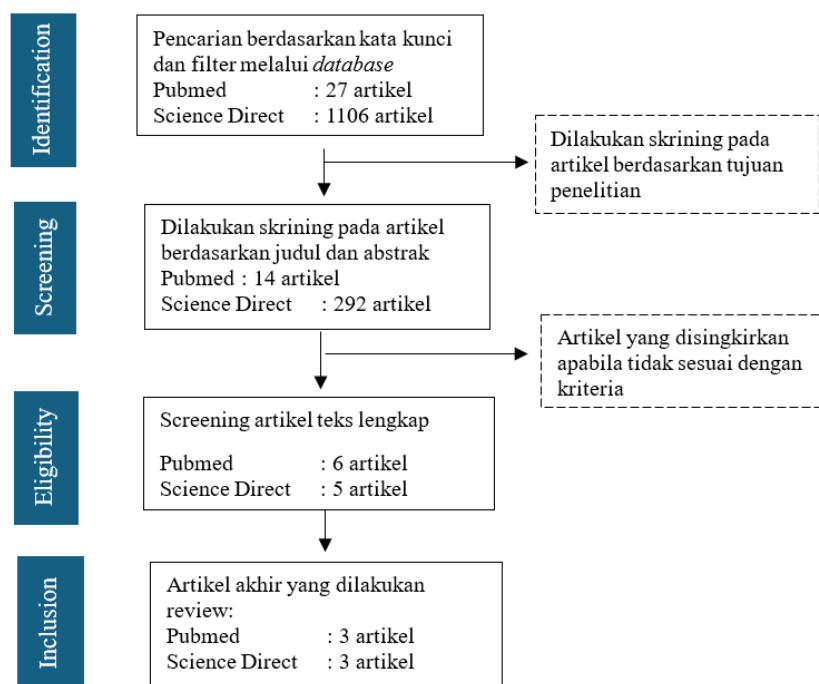 Identification
Pencarian berdasarkan kata kunci
dan filter melalui database
Pubmed : 27 artikel
Science Direct : 1106 artikel
Dilakukan skrining pada
artikel berdasarkan tujuan
penelitian
Screening
Dilakukan skrining pada artikel
berdasarkan judul dan abstrak
Pubmed : 14 artikel
Science Direct : 292 artikel
Artikel yang disingkirkan
apabila tidak sesuai dengan
kriteria
Eligibility
Screening artikel teks lengkap
Pubmed : 6 artikel
Science Direct : 5 artikel
Inclusion
Artikel akhir yang dilakukan
review:
Pubmed : 3 artikel
Science Direct : 3 artikel